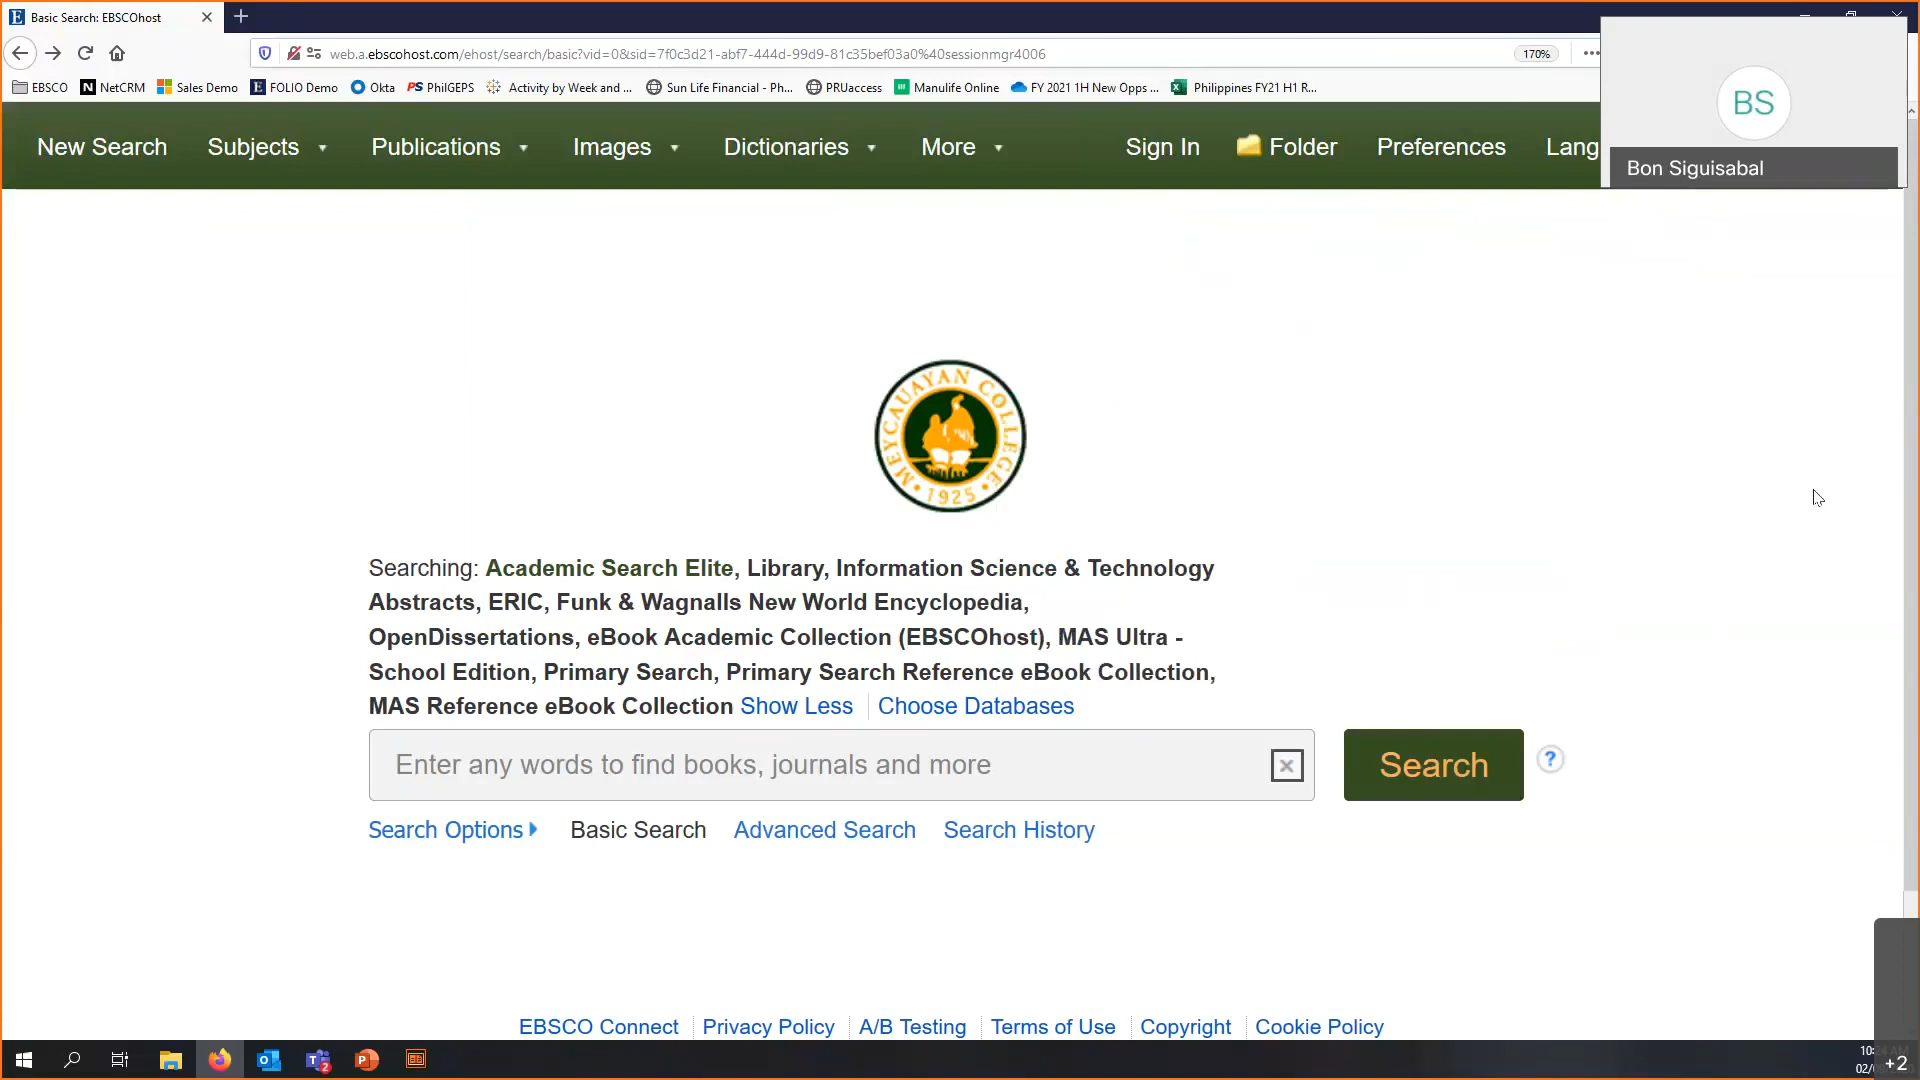 Basic Search: EBSCOhost
web.a.ebscohost.com/ehost/search/basic?vid=0&sid=7f0c3d21-abf7-444d-99d9-81c35bef03a0%40sessionmgr4006
170%
EBSCO NetCRM Sales Demo FOLIO Demo Okta PS PhilGEPS Activity by Week and ... Sun Life Financial - Ph... PRUaccess Manulife Online FY 2021 1H New Opps ... Philippines FY21 H1 R...
BS
Bon Siguisabal
New Search Subjects Publications Images Dictionaries More Sign In Folder Preferences Lang
MEYCAUAYAN COLLEGE
1925
Searching: Academic Search Elite, Library, Information Science & Technology
Abstracts, ERIC, Funk & Wagnalls New World Encyclopedia,
OpenDissertations, eBook Academic Collection (EBSCOhost), MAS Ultra -
School Edition, Primary Search, Primary Search Reference eBook Collection,
MAS Reference eBook Collection Show Less Choose Databases
Enter any words to find books, journals and more
Search
?
Search Options Basic Search Advanced Search Search History
EBSCO Connect Privacy Policy A/B Testing Terms of Use Copyright Cookie Policy
+2